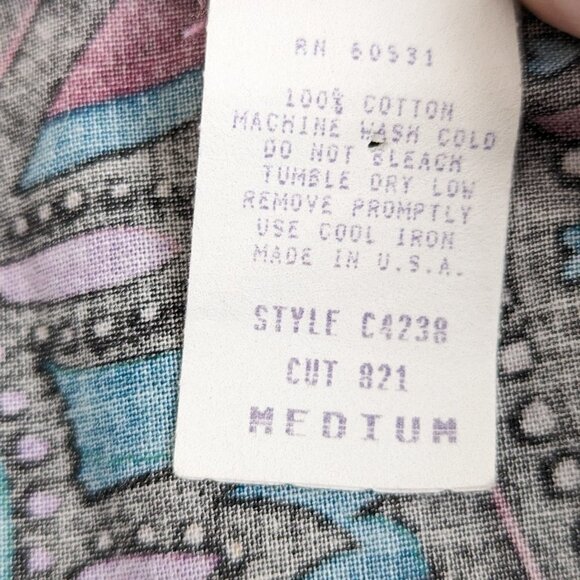 RN 60531
100% COTTON
MACHINE WASH COLD
DO NOT BLEACH
TUMBLE DRY LOW
REMOVE PROMPTLY
USE COOL IRON
MADE IN U.S.A.
STYLE C4238
CUT 821
MEDIUM